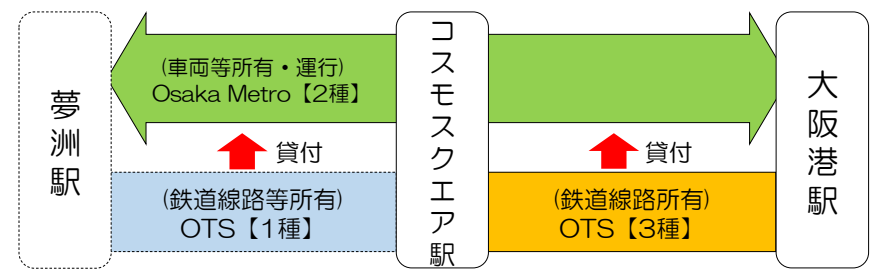 夢洲駅
(車両等所有・運行)
Osaka Metro【2種】
貸付
(鉄道線路等所有)
OTS【1種】
コスモスクエア駅
貸付
(鉄道線路所有)
OTS【3種】
大阪港駅